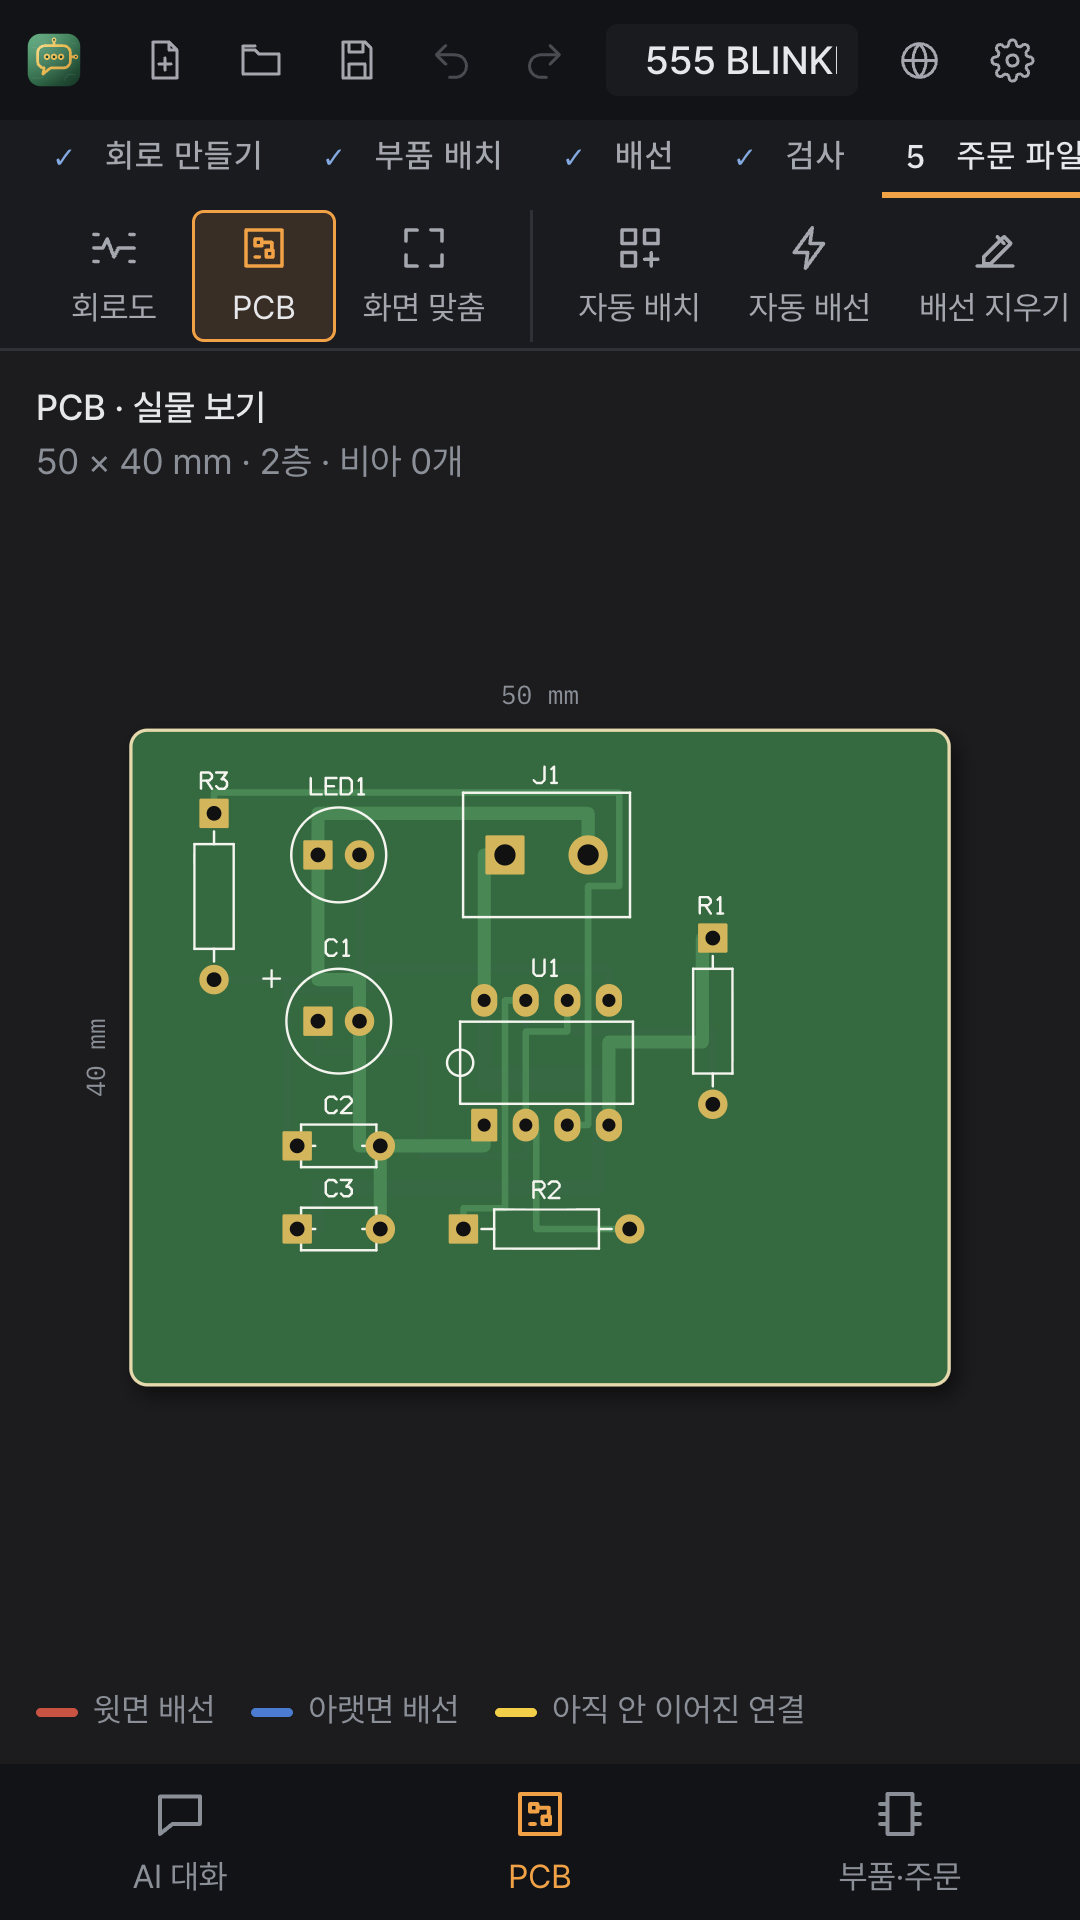 555 BLINK
✓ 회로 만들기 ✓ 부품 배치 ✓ 배선 ✓ 검사 5 주문 파일
회로도 PCB 화면 맞춤 자동 배치 자동 배선 배선 지우기
PCB · 실물 보기
50 × 40 mm · 2층 · 비아 0개
50 mm
40 mm
R3 LED1 J1
R1
C1 U1
+
C2
C3 R2
윗면 배선 아랫면 배선 아직 안 이어진 연결
AI 대화 PCB 부품·주문